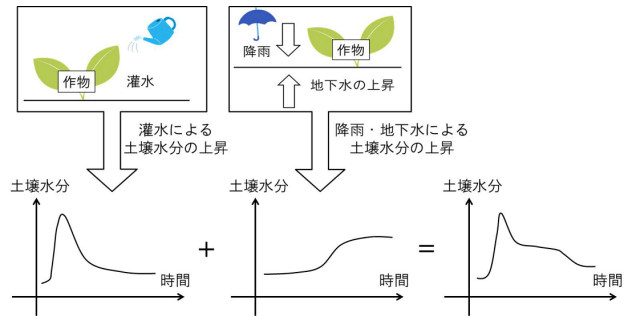 作物
灌水
降雨
作物
地下水の上昇
灌水による
土壌水分の上昇
降雨・地下水による
土壌水分の上昇
土壌水分
時間
+
土壌水分
時間
=
土壌水分
時間